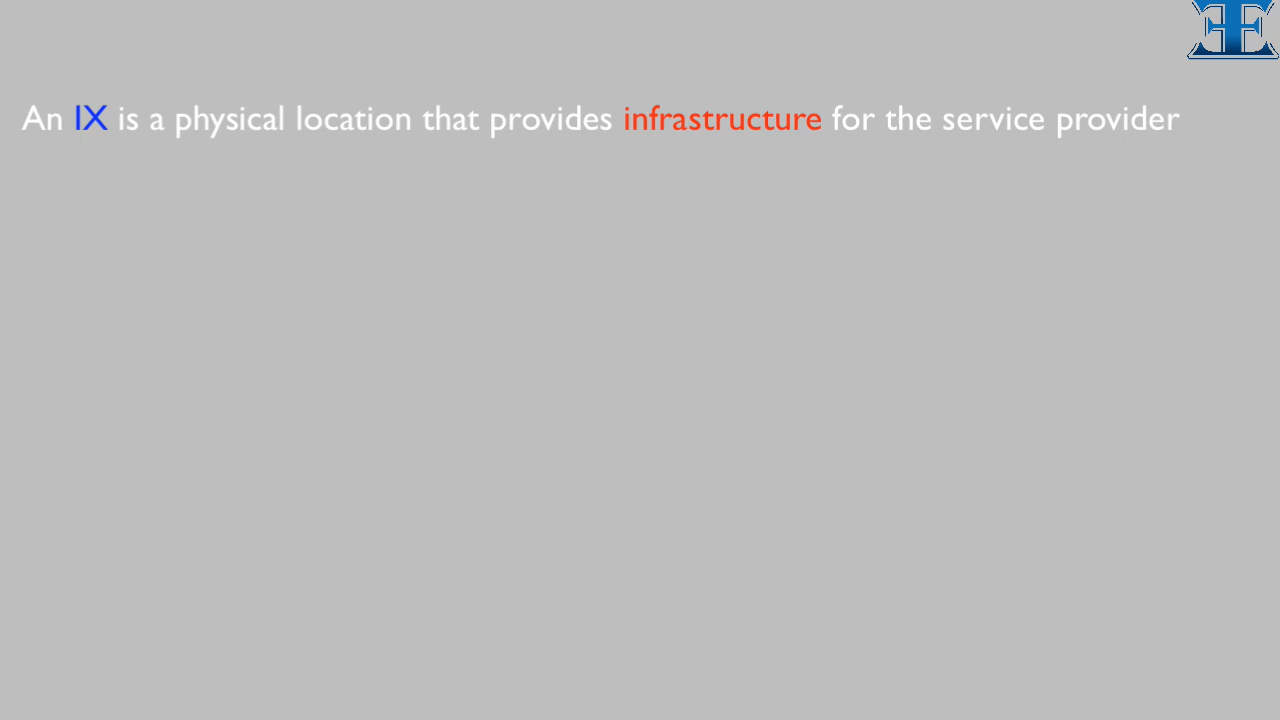 An IX is a physical location that provides infrastructure for the service provider